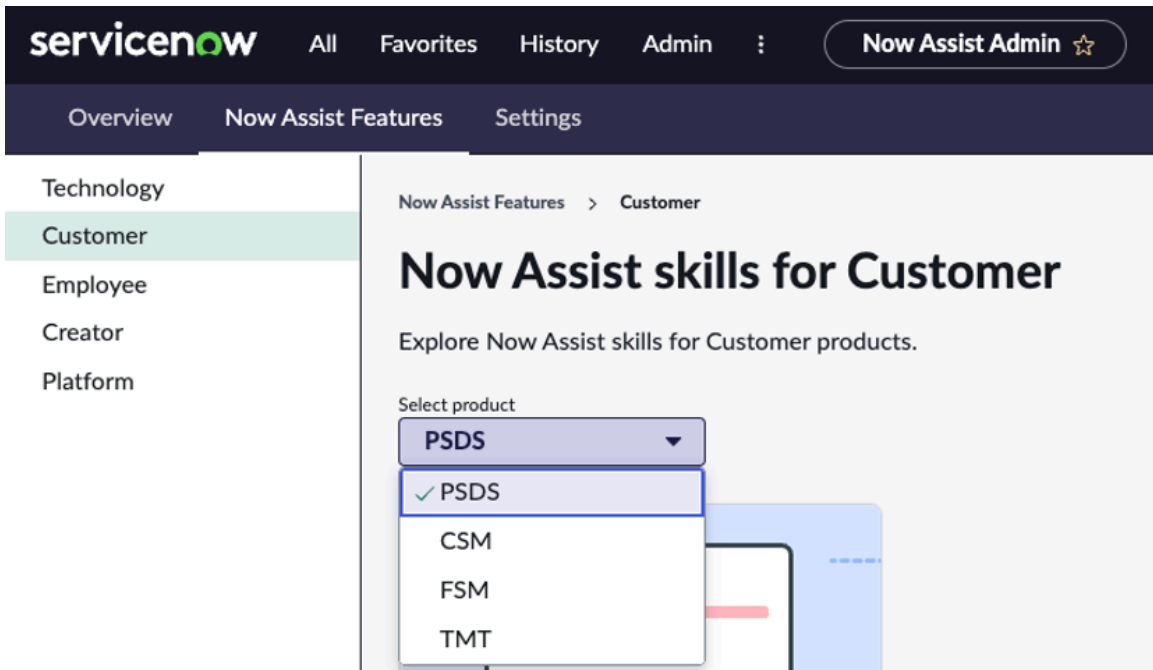 servicenow All Favorites History Admin Now Assist Admin
Overview Now Assist Features Settings
Technology
Customer
Employee
Creator
Platform
Now Assist Features > Customer
Now Assist skills for Customer
Explore Now Assist skills for Customer products.
Select product
PSDS
PSDS
CSM
FSM
TMT